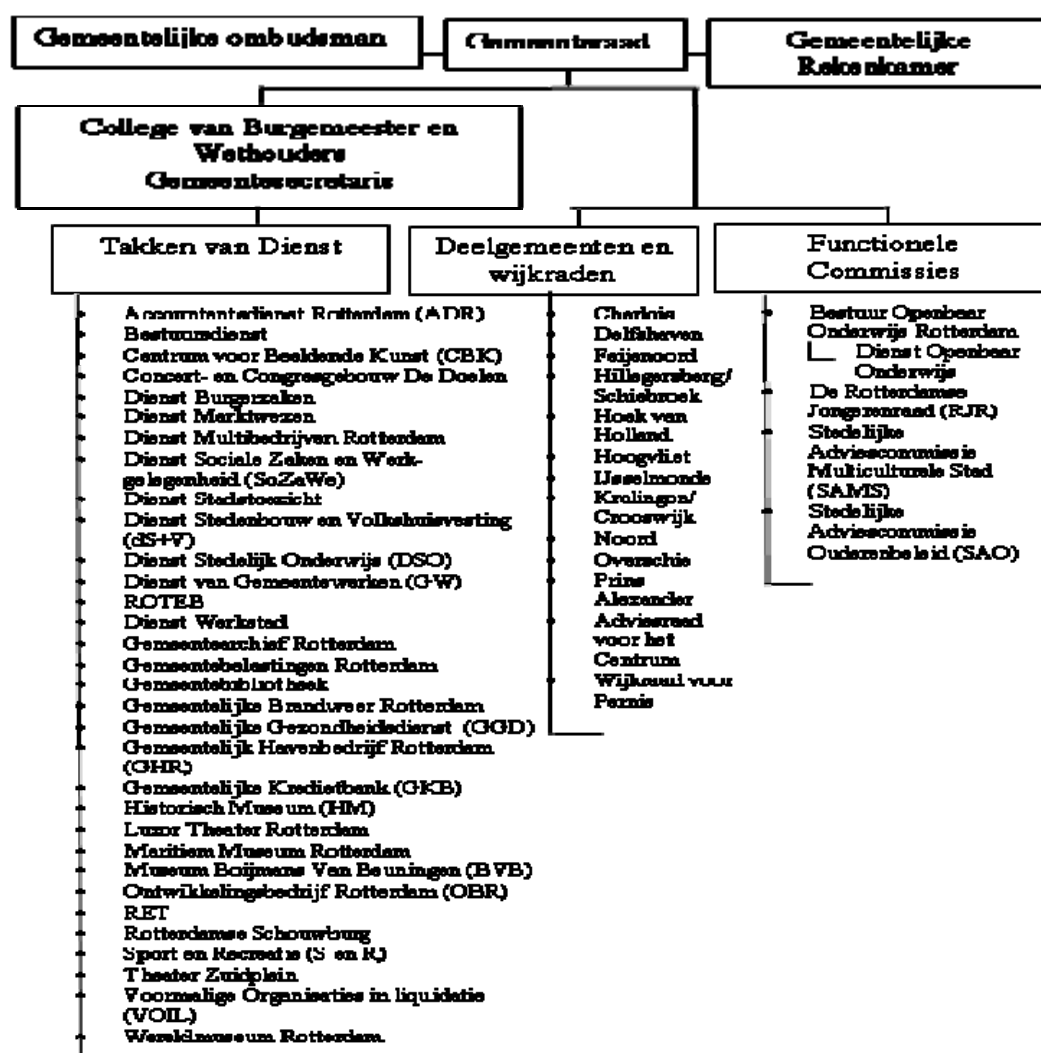 Gemeentelijke ombudsman
Gemeenteraad
Gemeentelijke
Rekenkamer
College van Burgemeester en
Wethouders
Gemeentesecretaris
Takken van Dienst
Accountantsdienst Rotterdam (ADR)
Bestuursdienst
Centrum voor Beeldende Kunst (CBK)
Concert- en Congresgebouw De Doelen
Dienst Burgerzaken
Dienst Marktwezen
Dienst Multibedrijven Rotterdam
Dienst Sociale Zaken en Werk-
gelegenheid (SoZaWe)
Dienst Stadstoezicht
Dienst Stedenbouw en Volkshuisvesting
(dS+V)
Dienst Stedelijk Onderwijs (DSO)
Dienst van Gemeentewerken (GW)
ROTEB
Dienst Werkstad
Gemeentearchief Rotterdam
Gemeentebelastingen Rotterdam
Gemeentebibliotheek
Gemeentelijke Brandweer Rotterdam
Gemeentelijke Gezondheidsdienst (GGD)
Gemeentelijk Havenbedrijf Rotterdam
(GHR)
Gemeentelijke Kredietbank (GKB)
Historisch Museum (HM)
Luxor Theater Rotterdam
Maritiem Museum Rotterdam
Museum Boijmans Van Beuningen (BVB)
Ontwikkelingsbedrijf Rotterdam (OBR)
RET
Rotterdamse Schouwburg
Sport en Recreatie (S en R)
Theater Zuidplein
Voormalige Organisaties in liquidatie
(VOIL)
Wereldmuseum Rotterdam
Deelgemeenten en
wijkraden
Charlois
Delfshaven
Feijenoord
Hillegersberg/
Schiebroek
Hoek van
Holland
Hoogvliet
IJsselmonde
Kralingen/
Crooswijk
Noord
Overschie
Prins
Alexander
Adviesraad
voor het
Centrum
Wijkraad voor
Pernis
Functionele
Commissies
Bestuur Openbaar
Onderwijs Rotterdam
Dienst Openbaar
Onderwijs
De Rotterdamse
Jongerenraad (RJR)
Stedelijke
Adviescommissie
Multiculturele Stad
(SAMS)
Stedelijke
Adviescommissie
Ouderenbeleid (SAO)